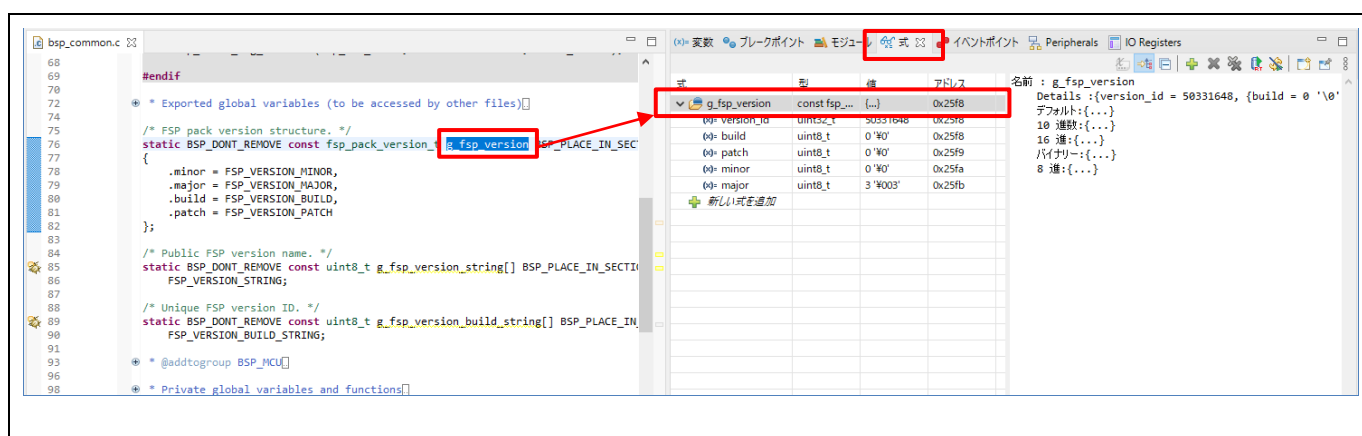 bsp_common.c
68
69 #endif
70
72 * Exported global variables (to be accessed by other files)
74
75 /* FSP pack version structure. */
76 static BSP_DONT_REMOVE const fsp_pack_version_t g_fsp_version BSP_PLACE_IN_SEC
77 {
78 .minor = FSP_VERSION_MINOR,
79 .major = FSP_VERSION_MAJOR,
80 .build = FSP_VERSION_BUILD,
81 .patch = FSP_VERSION_PATCH
82 };
83
84 /* Public FSP version name. */
85 static BSP_DONT_REMOVE const uint8_t g_fsp_version_string[] BSP_PLACE_IN_SECTI
86 FSP_VERSION_STRING;
87
88 /* Unique FSP version ID. */
89 static BSP_DONT_REMOVE const uint8_t g_fsp_version_build_string[] BSP_PLACE_IN_
90 FSP_VERSION_BUILD_STRING;
91
93 * @addtogroup BSP_MCU
96
98 * Private global variables and functions
(x)= 変数 ブレークポイント モジュール 式 イベントポイント Peripherals IO Registers
式 型 値 アドレス
g_fsp_version const fsp_... {...} 0x25f8
(x)= version_id uint32_t 50331648 0x25f8
(x)= build uint8_t 0 '¥0' 0x25f8
(x)= patch uint8_t 0 '¥0' 0x25f9
(x)= minor uint8_t 0 '¥0' 0x25fa
(x)= major uint8_t 3 '¥003' 0x25fb
新しい式を追加
名前 : g_fsp_version
Details :{version_id = 50331648, {build = 0 '\0'
デフォルト:{...}
10 進数:{...}
16 進:{...}
バイナリー:{...}
8 進:{...}